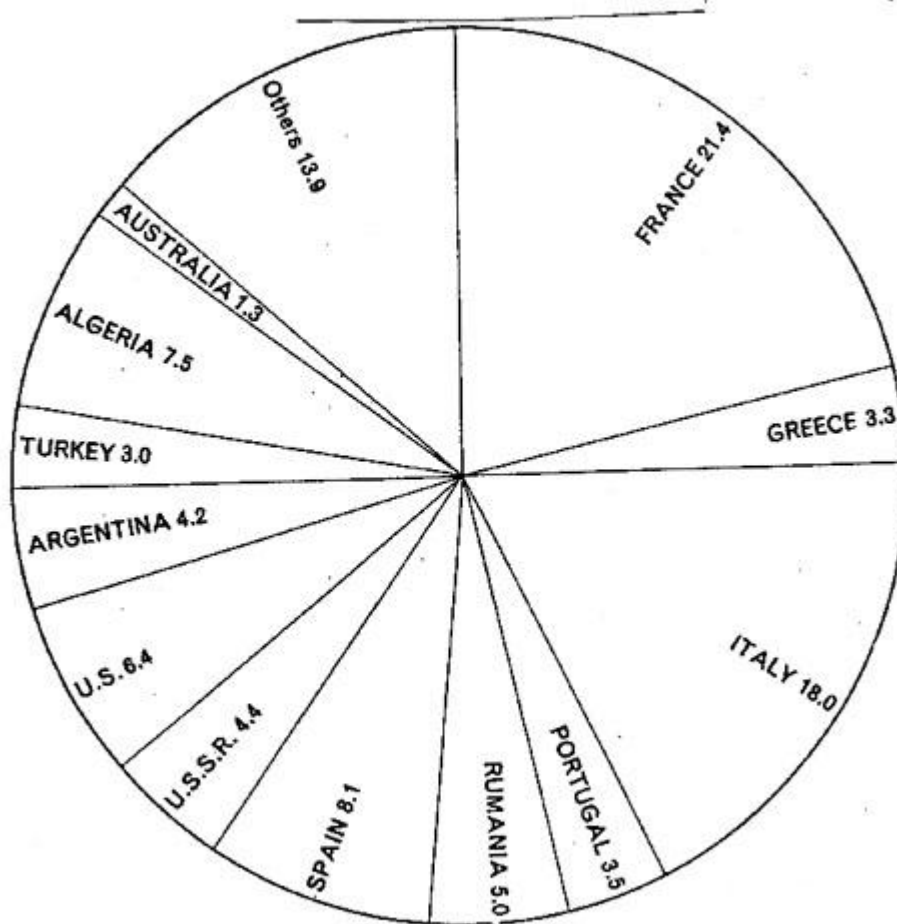 Others 13.9
FRANCE 21.4
AUSTRALIA 1.3
ALGERIA 7.5
GREECE 3.3
TURKEY 3.0
ARGENTINA 4.2
ITALY 18.0
U.S. 6.4
U.S.S.R. 4.4
PORTUGAL 3.5
SPAIN 8.1
RUMANIA 5.0